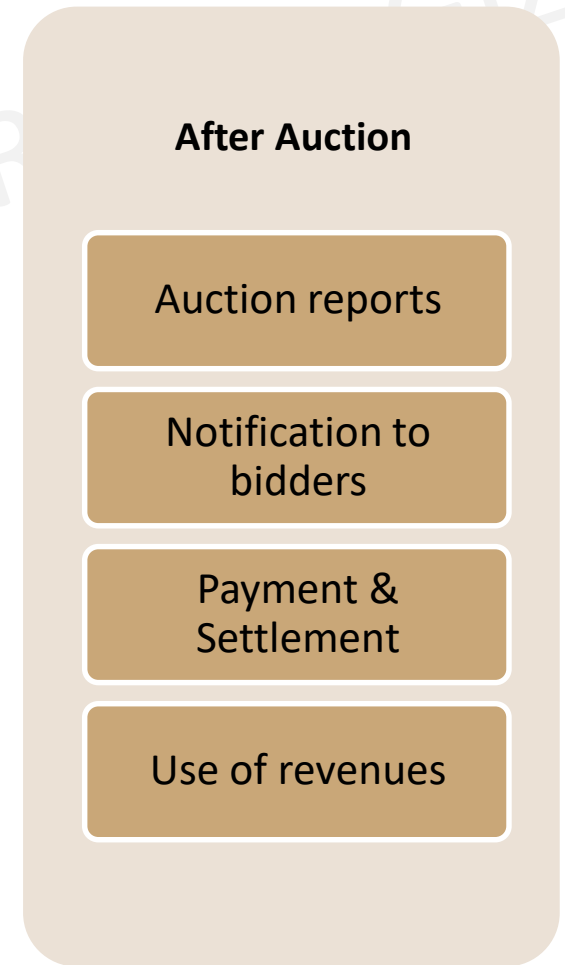 After Auction
Auction reports
Notification to
bidders
Payment &
Settlement
Use of revenues